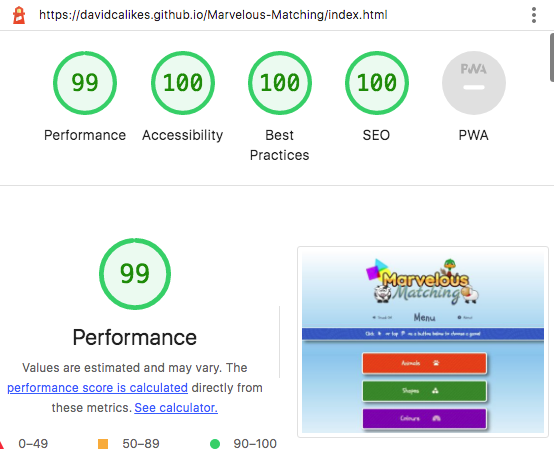 https://davidcalikes.github.io/Marvelous-Matching/index.html
99
100
100
100
PWA
Performance
Accessibility
Best
Practices
SEO
PWA
99
Performance
Values are estimated and may vary. The
performance score is calculated directly from
these metrics. See calculator.
0–49
50–89
90–100
Marvelous
Matching
Menu
Click or tap on a button below to choose a game!
Animals
Shapes
Colours